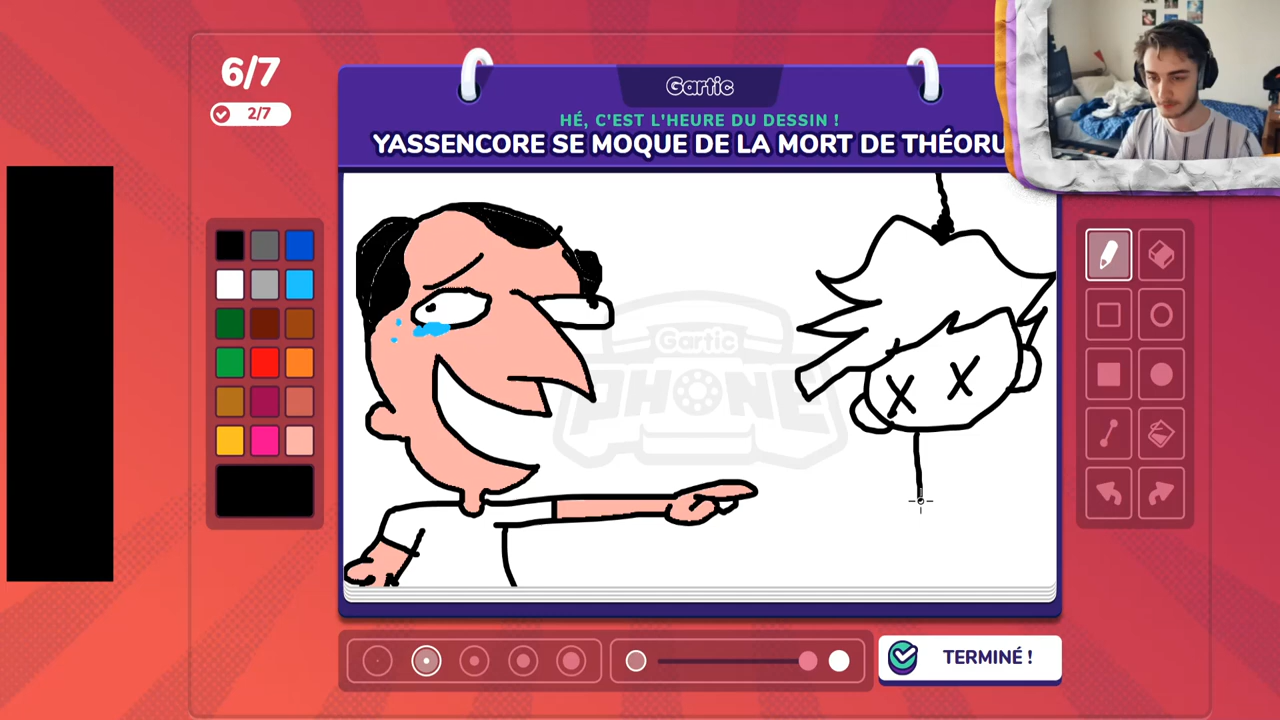 6/7
2/7
Gartic
HÉ, C'EST L'HEURE DU DESSIN !
YASSENCORE SE MOQUE DE LA MORT DE THÉORU
Gartic
PHONE
TERMINÉ !